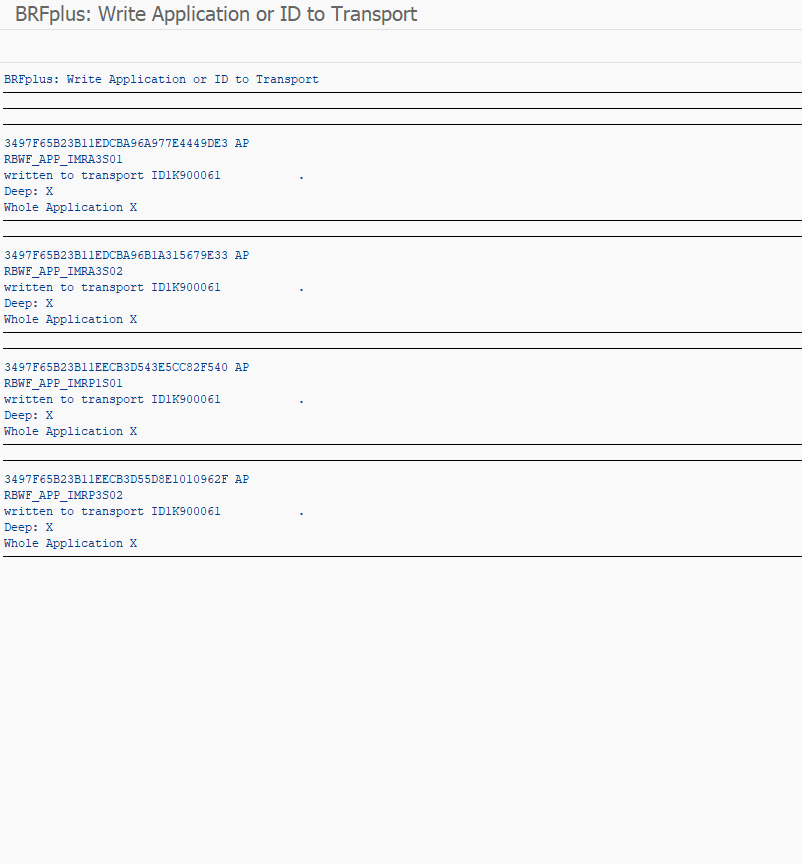 BRFplus: Write Application or ID to Transport
BRFplus: Write Application or ID to Transport
3497F65B23B11EDCBA96A977E4449DE3 AP
RBWF_APP_IMRA3S01
written to transport ID1K900061 .
Deep: X
Whole Application X
3497F65B23B11EDCBA96B1A315679E33 AP
RBWF_APP_IMRA3S02
written to transport ID1K900061 .
Deep: X
Whole Application X
3497F65B23B11EECB3D543E5CC82F540 AP
RBWF_APP_IMRP1S01
written to transport ID1K900061 .
Deep: X
Whole Application X
3497F65B23B11EECB3D55D8E1010962F AP
RBWF_APP_IMRP3S02
written to transport ID1K900061 .
Deep: X
Whole Application X